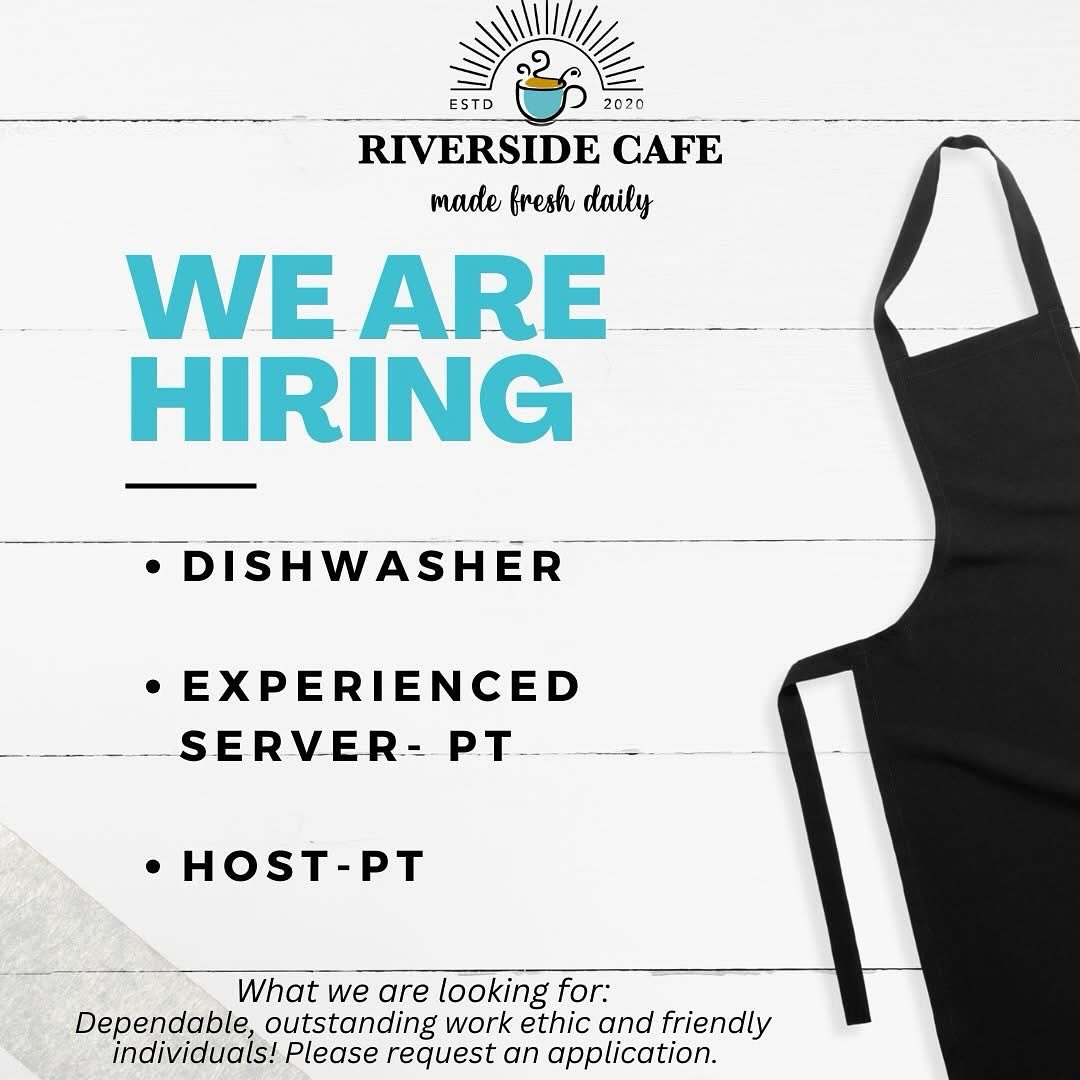 ESTD 2020
RIVERSIDE CAFE
made fresh daily
WE ARE
HIRING
• DISHWASHER
• EXPERIENCED
SERVER- PT
• HOST-PT
What we are looking for:
Dependable, outstanding work ethic and friendly
individuals! Please request an application.